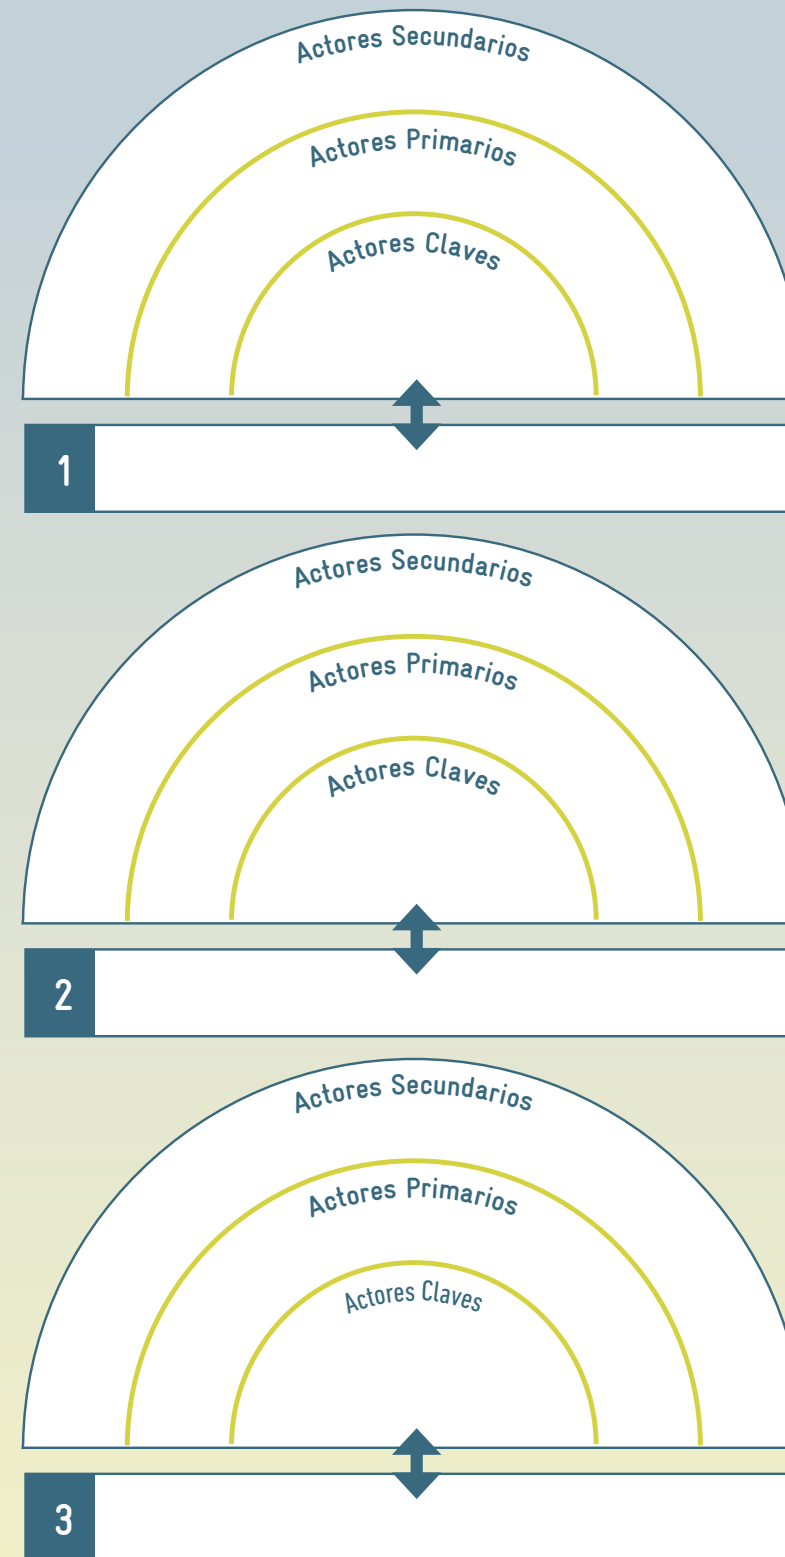 Actores Secundarios
Actores Primarios
Actores Claves
1
Actores Secundarios
Actores Primarios
Actores Claves
2
Actores Secundarios
Actores Primarios
Actores Claves
3